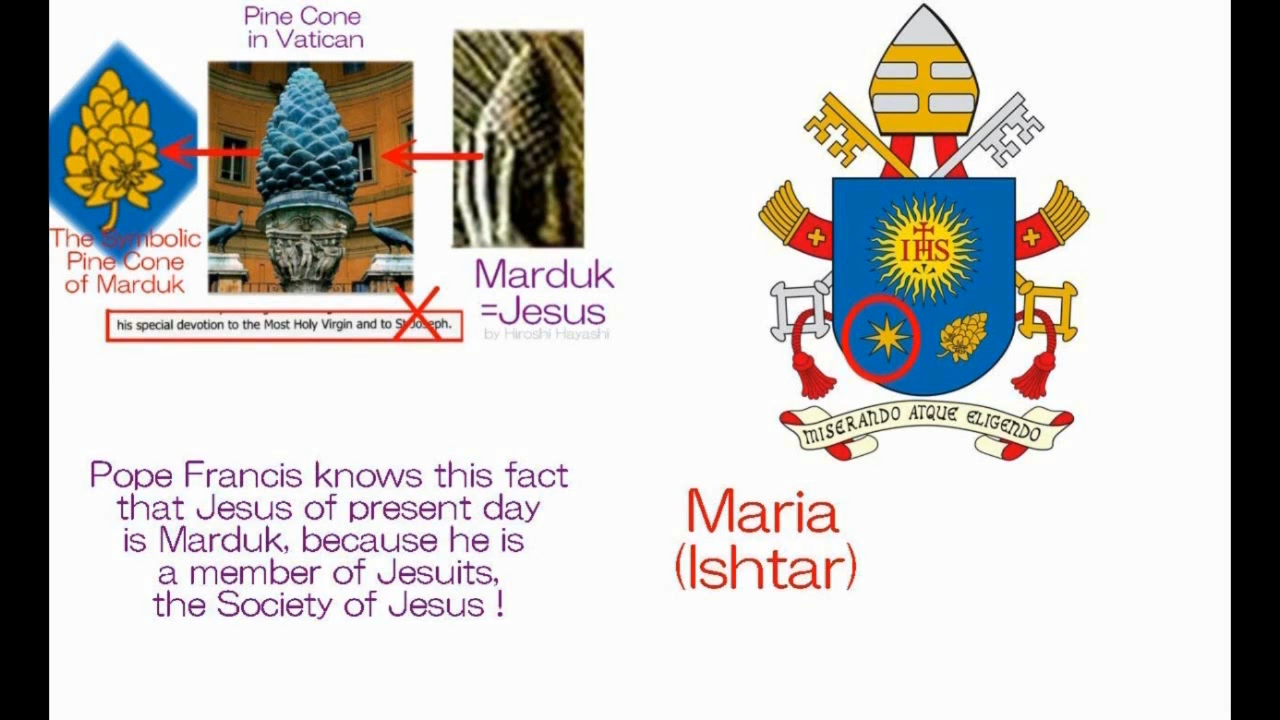 Pine Cone
in Vatican
The Symbolic
Pine Cone
of Marduk
his special devotion to the Most Holy Virgin and to St Joseph.
Marduk
=Jesus
by Hiroshi Hayashi
IHS
MISERANDO ATQUE ELIGENDO
Pope Francis knows this fact
that Jesus of present day
is Marduk, because he is
a member of Jesuits,
the Society of Jesus !
Maria
(Ishtar)